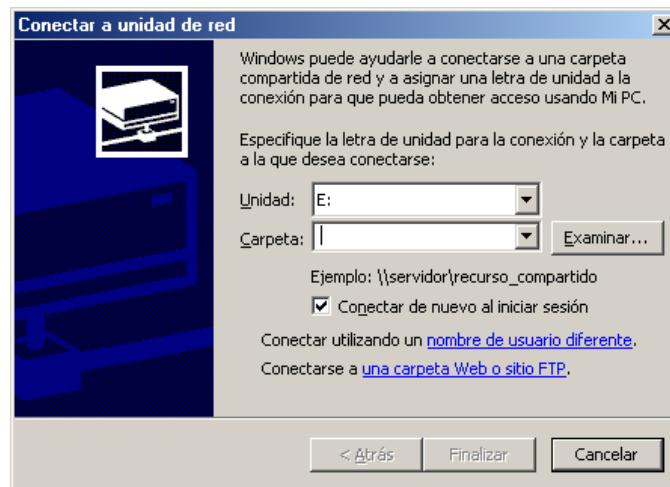 Conectar a unidad de red
Windows puede ayudarle a conectarse a una carpeta
compartida de red y a asignar una letra de unidad a la
conexión para que pueda obtener acceso usando Mi PC.
Especifique la letra de unidad para la conexión y la carpeta
a la que desea conectarse:
Unidad: E:
Carpeta: Examinar...
Ejemplo: \\servidor\recurso_compartido
Conectar de nuevo al iniciar sesión
Conectar utilizando un nombre de usuario diferente.
Conectarse a una carpeta Web o sitio FTP.
< Atrás Finalizar Cancelar